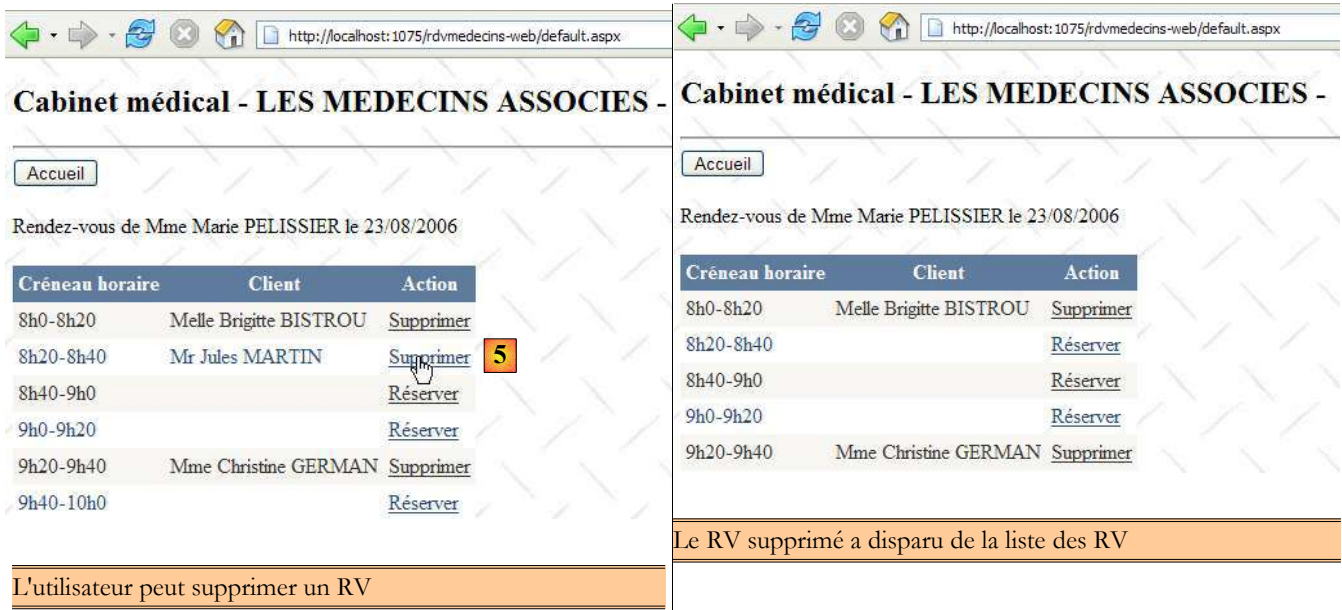 http://localhost:1075/rdvmedecins-web/default.aspx
Cabinet médical - LES MEDECINS ASSOCIES -
Accueil
Rendez-vous de Mme Marie PELISSIER le 23/08/2006
Créneau horaire Client Action
8h0-8h20 Melle Brigitte BISTROU Supprimer
8h20-8h40 Mr Jules MARTIN Supprimer 5
8h40-9h0 Réserver
9h0-9h20 Réserver
9h20-9h40 Mme Christine GERMAN Supprimer
9h40-10h0 Réserver
L'utilisateur peut supprimer un RV
http://localhost:1075/rdvmedecins-web/default.aspx
Cabinet médical - LES MEDECINS ASSOCIES -
Accueil
Rendez-vous de Mme Marie PELISSIER le 23/08/2006
Créneau horaire Client Action
8h0-8h20 Melle Brigitte BISTROU Supprimer
8h20-8h40 Réserver
8h40-9h0 Réserver
9h0-9h20 Réserver
9h20-9h40 Mme Christine GERMAN Supprimer
Le RV supprimé a disparu de la liste des RV